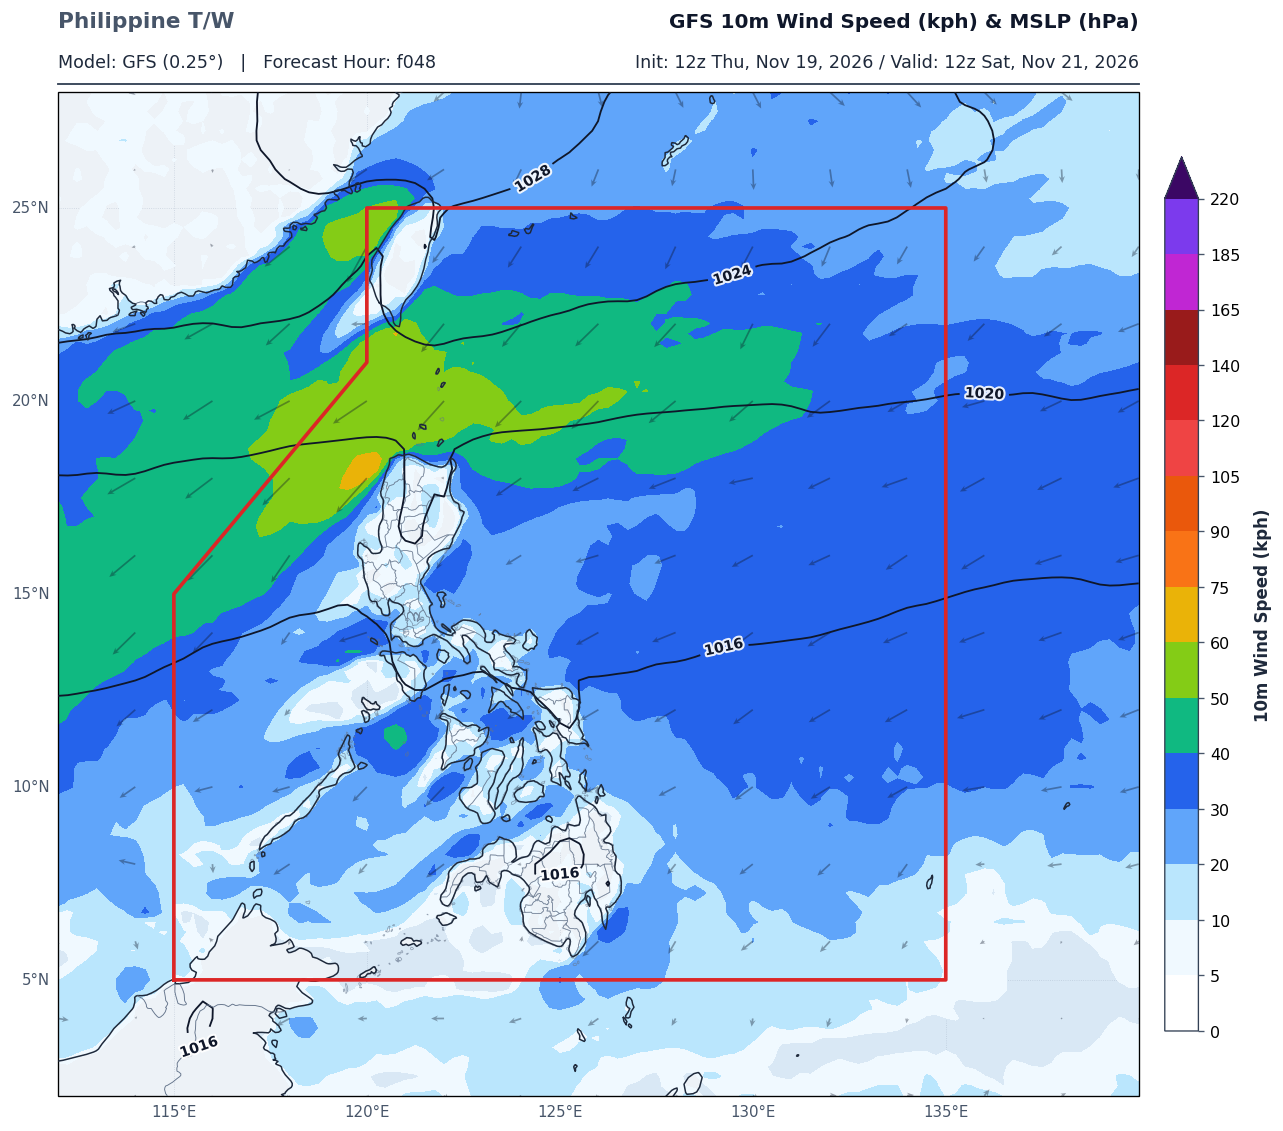 Philippine T/W
GFS 10m Wind Speed (kph) & MSLP (hPa)
Model: GFS (0.25°) | Forecast Hour: f048
Init: 12z Thu, Nov 19, 2026 / Valid: 12z Sat, Nov 21, 2026
1028
1024
1020
1016
1016
1016
25°N
20°N
15°N
10°N
5°N
115°E
120°E
125°E
130°E
135°E
220
185
165
140
120
105
90
75
60
50
40
30
20
10
5
0
10m Wind Speed (kph)